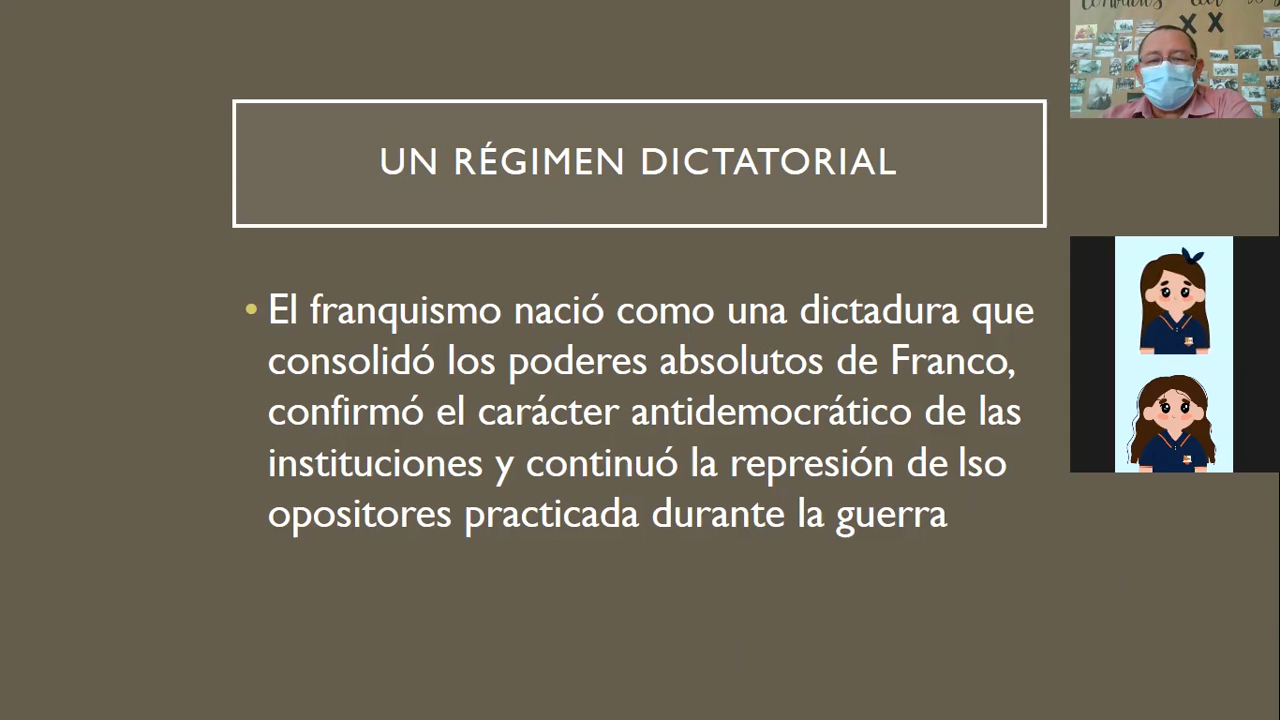 UN RÉGIMEN DICTATORIAL
• El franquismo nació como una dictadura que
consolidó los poderes absolutos de Franco,
confirmó el carácter antidemocrático de las
instituciones y continuó la represión de lso
opositores practicada durante la guerra
X X